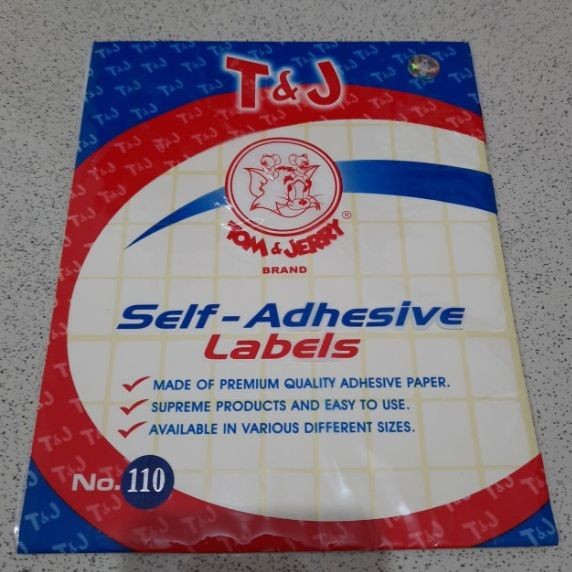 T&J
TOM & JERRY ®
BRAND
Self-Adhesive
Labels
MADE OF PREMIUM QUALITY ADHESIVE PAPER.
SUPREME PRODUCTS AND EASY TO USE.
AVAILABLE IN VARIOUS DIFFERENT SIZES.
No. 110
T&J